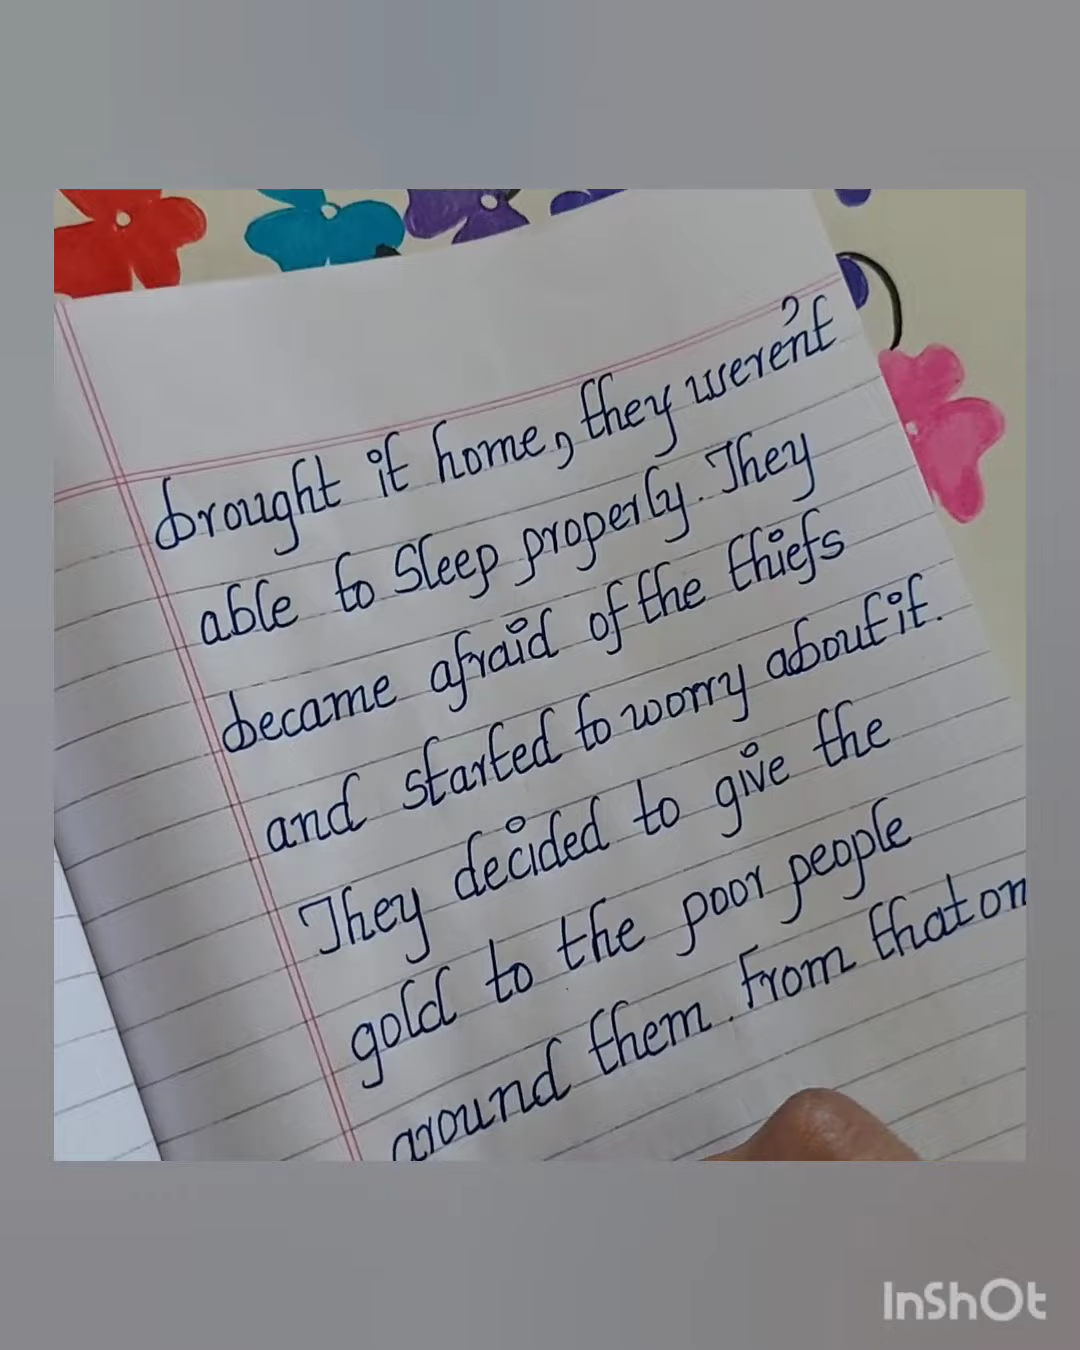 brought it home, they weren't
able to Sleep properly. They
became afraid of the thiefs
and started to worry about it.
They decided to give the
gold to the poor people
around them. From that on
InShOt